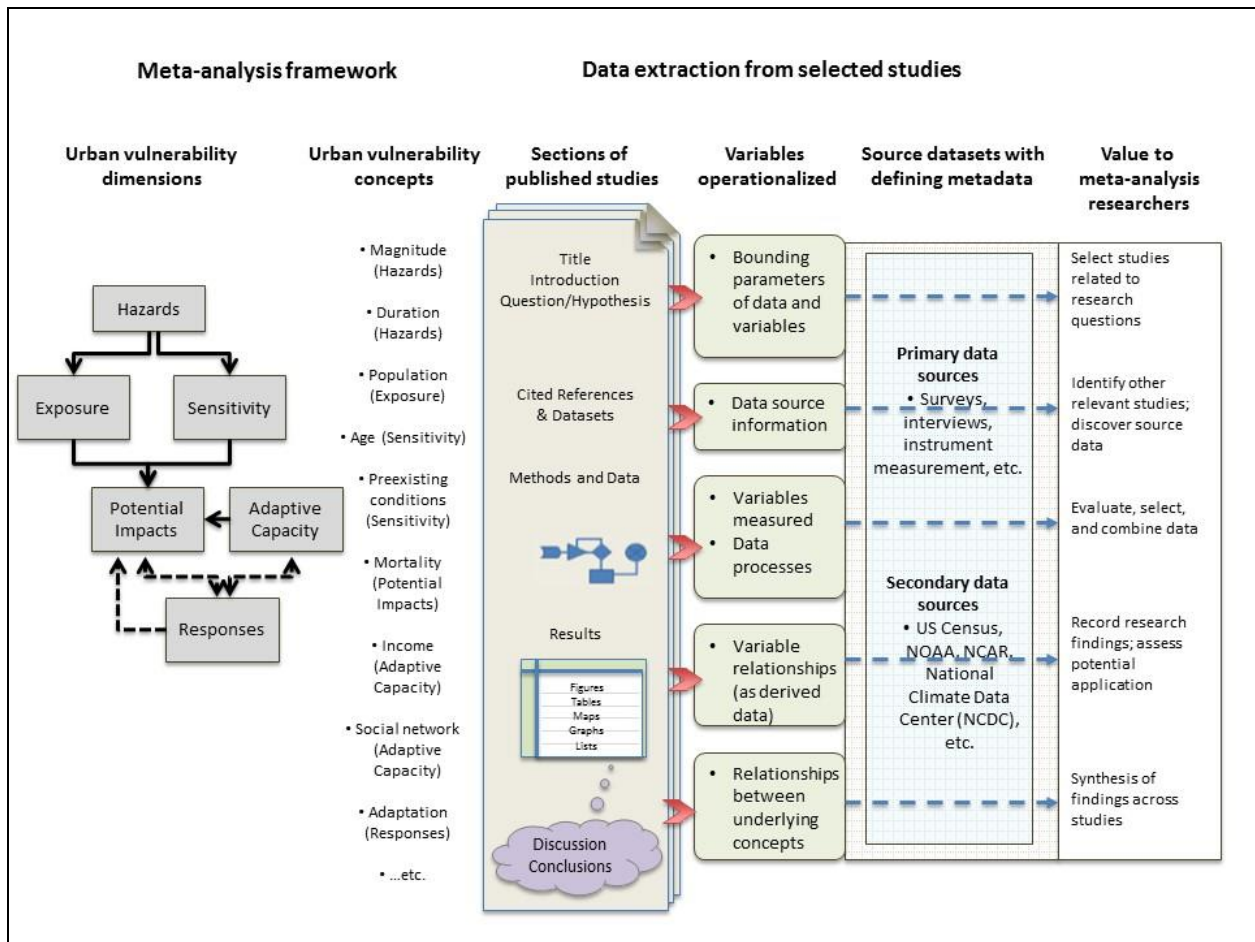 Meta-analysis framework
Data extraction from selected studies
Urban vulnerability
dimensions
Urban vulnerability
concepts
Sections of
published studies
Variables
operationalized
Source datasets with
defining metadata
Value to
meta-analysis
researchers
Hazards
Exposure
Sensitivity
Potential
Impacts
Adaptive
Capacity
Responses
• Magnitude
(Hazards)
• Duration
(Hazards)
• Population
(Exposure)
• Age (Sensitivity)
• Preexisting
conditions
(Sensitivity)
• Mortality
(Potential
Impacts)
• Income
(Adaptive
Capacity)
• Social network
(Adaptive
Capacity)
• Adaptation
(Responses)
• ...etc.
Title
Introduction
Question/Hypothesis
Cited References
& Datasets
Methods and Data
Results
Figures
Tables
Maps
Graphs
Lists
Discussion
Conclusions
• Bounding
parameters
of data and
variables
• Data source
information
• Variables
measured
• Data
processes
• Variable
relationships
(as derived
data)
• Relationships
between
underlying
concepts
Primary data
sources
• Surveys,
interviews,
instrument
measurement, etc.
Secondary data
sources
• US Census,
NOAA, NCAR,
National
Climate Data
Center (NCDC),
etc.
Select studies
related to
research
questions
Identify other
relevant studies;
discover source
data
Evaluate, select,
and combine data
Record research
findings; assess
potential
application
Synthesis of
findings across
studies